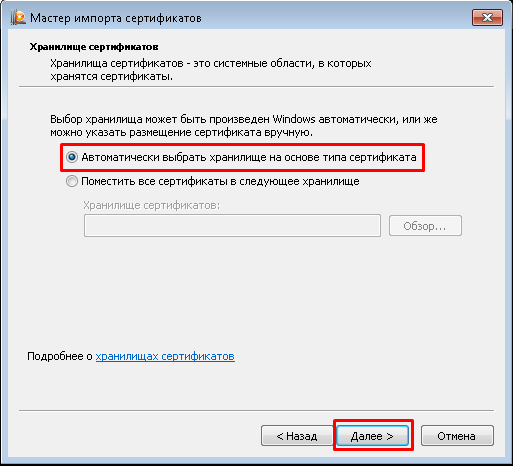 Мастер импорта сертификатов
Хранилище сертификатов
Хранилища сертификатов - это системные области, в которых
хранятся сертификаты.
Выбор хранилища может быть произведен Windows автоматически, или же
можно указать размещение сертификата вручную.
Автоматически выбрать хранилище на основе типа сертификата
Поместить все сертификаты в следующее хранилище
Хранилище сертификатов:
Обзор...
Подробнее о хранилищах сертификатов
< Назад
Далее >
Отмена